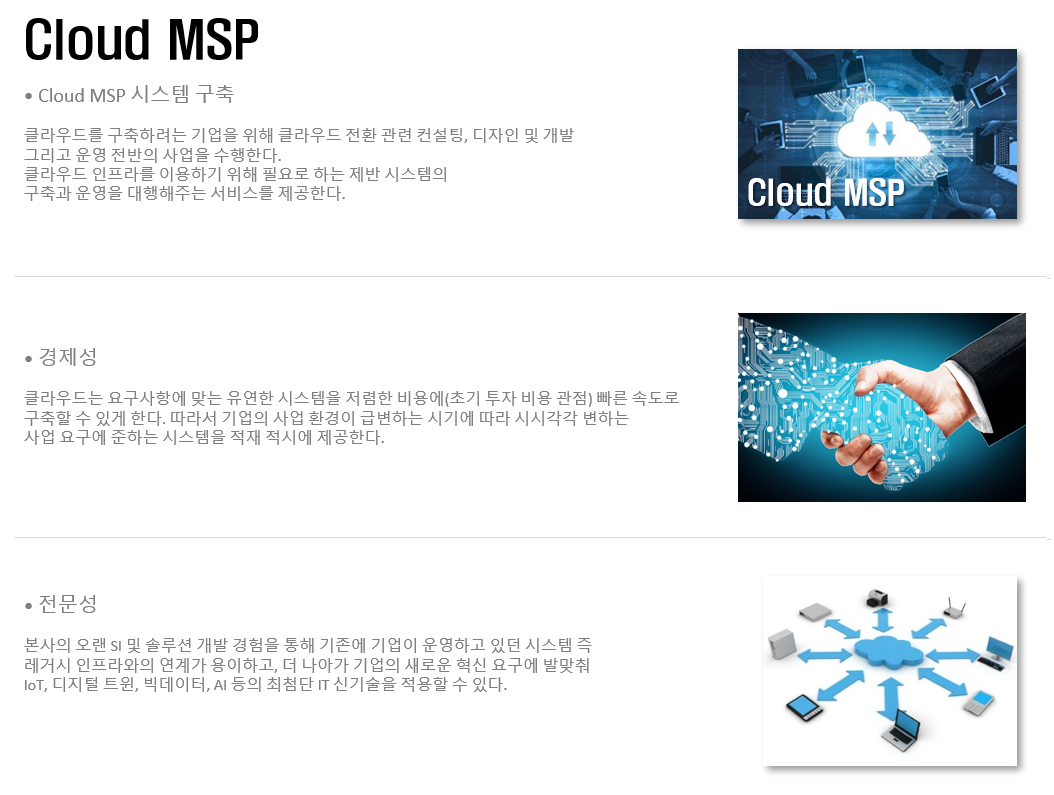 Cloud MSP
• Cloud MSP 시스템 구축
클라우드를 구축하려는 기업을 위해 클라우드 전환 관련 컨설팅, 디자인 및 개발
그리고 운영 전반의 사업을 수행한다.
클라우드 인프라를 이용하기 위해 필요로 하는 제반 시스템의
구축과 운영을 대행해주는 서비스를 제공한다.
Cloud MSP
• 경제성
클라우드는 요구사항에 맞는 유연한 시스템을 저렴한 비용에(초기 투자 비용 관점) 빠른 속도로
구축할 수 있게 한다. 따라서 기업의 사업 환경이 급변하는 시기에 따라 시시각각 변하는
사업 요구에 준하는 시스템을 적재 적시에 제공한다.
• 전문성
본사의 오랜 SI 및 솔루션 개발 경험을 통해 기존에 기업이 운영하고 있던 시스템 즉
레거시 인프라와의 연계가 용이하고, 더 나아가 기업의 새로운 혁신 요구에 발맞춰
IoT, 디지털 트윈, 빅데이터, AI 등의 최첨단 IT 신기술을 적용할 수 있다.